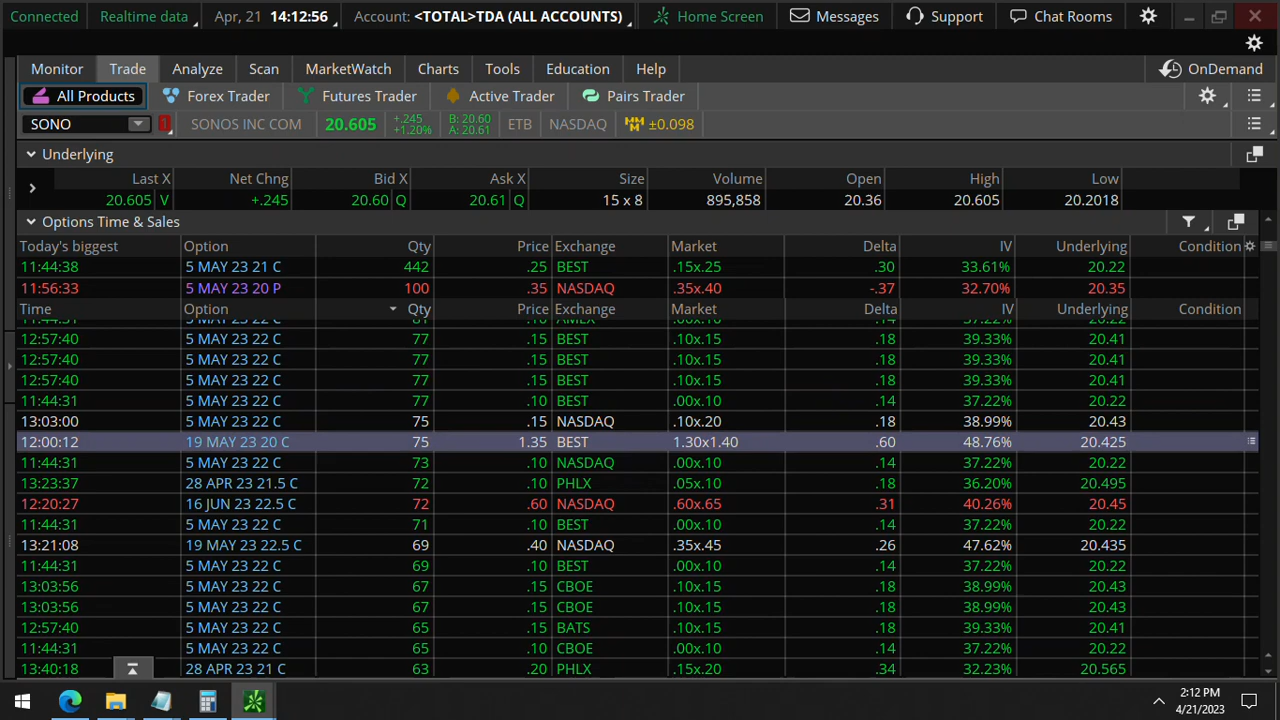 Connected Realtime data Apr, 21 14:12:56 Account: <TOTAL>TDA (ALL ACCOUNTS) Home Screen Messages Support Chat Rooms
Monitor Trade Analyze Scan MarketWatch Charts Tools Education Help OnDemand
All Products Forex Trader Futures Trader Active Trader Pairs Trader
SONO 1 SONOS INC COM 20.605 +.245 B: 20.60 ETB NASDAQ ±0.098
+1.20% A: 20.61
Underlying
Last X Net Chng Bid X Ask X Size Volume Open High Low
20.605 V +.245 20.60 Q 20.61 Q 15 x 8 895,858 20.36 20.605 20.2018
Options Time & Sales
Today's biggest Option Qty Price Exchange Market Delta IV Underlying Condition
11:44:38 5 MAY 23 21 C 442 .25 BEST .15x.25 .30 33.61% 20.22
11:56:33 5 MAY 23 20 P 100 .35 NASDAQ .35x.40 -.37 32.70% 20.35
Time Option Qty Price Exchange Market Delta IV Underlying Condition
11:44:31 5 MAY 23 22 C 81 .10 AMEX .00x.10 .14 37.22% 20.22
12:57:40 5 MAY 23 22 C 77 .15 BEST .10x.15 .18 39.33% 20.41
12:57:40 5 MAY 23 22 C 77 .15 BEST .10x.15 .18 39.33% 20.41
12:57:40 5 MAY 23 22 C 77 .15 BEST .10x.15 .18 39.33% 20.41
11:44:31 5 MAY 23 22 C 77 .10 BEST .00x.10 .14 37.22% 20.22
13:03:00 5 MAY 23 22 C 75 .15 NASDAQ .10x.20 .18 38.99% 20.43
12:00:12 19 MAY 23 20 C 75 1.35 BEST 1.30x1.40 .60 48.76% 20.425
11:44:31 5 MAY 23 22 C 73 .10 NASDAQ .00x.10 .14 37.22% 20.22
13:23:37 28 APR 23 21.5 C 72 .10 PHLX .05x.10 .18 36.20% 20.495
12:20:27 16 JUN 23 22.5 C 72 .60 NASDAQ .60x.65 .31 40.26% 20.45
11:44:31 5 MAY 23 22 C 71 .10 BEST .00x.10 .14 37.22% 20.22
13:21:08 19 MAY 23 22.5 C 69 .40 NASDAQ .35x.45 .26 47.62% 20.435
11:44:31 5 MAY 23 22 C 69 .10 BEST .00x.10 .14 37.22% 20.22
13:03:56 5 MAY 23 22 C 67 .15 CBOE .10x.15 .18 38.99% 20.43
13:03:56 5 MAY 23 22 C 67 .15 CBOE .10x.15 .18 38.99% 20.43
12:57:40 5 MAY 23 22 C 65 .15 BATS .10x.15 .18 39.33% 20.41
11:44:31 5 MAY 23 22 C 65 .10 CBOE .00x.10 .14 37.22% 20.22
13:40:18 28 APR 23 21 C 63 .20 PHLX .15x.20 .34 32.23% 20.565
2:12 PM
4/21/2023